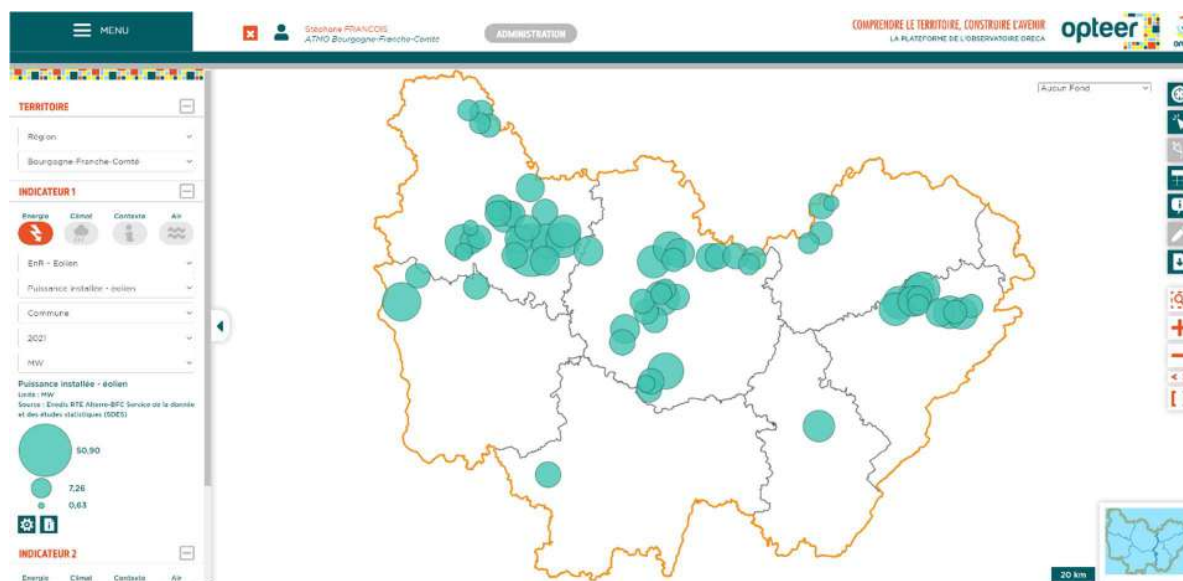 MENU
Stéphane FRANCOIS
ATMO Bourgogne-Franche-Comté
ADMINISTRATION
COMPRENDRE LE TERRITOIRE, CONSTRUIRE L'AVENIR
LA PLATEFORME DE L'OBSERVATOIRE ORECA
opteer
TERRITOIRE
Région
Bourgogne-Franche-Comté
INDICATEUR 1
Energie Climat Contexte Air
EnR - Eolien
Puissance installée - éolien
Commune
2021
MW
Puissance installée - éolien
Unité : MW
Source : Enedis RTE Alterre-BFC Service de la donnée
et des études statistiques (SDES)
50,90
7,26
0,63
INDICATEUR 2
Energie Climat Contexte Air
Aucun Fond
20 km